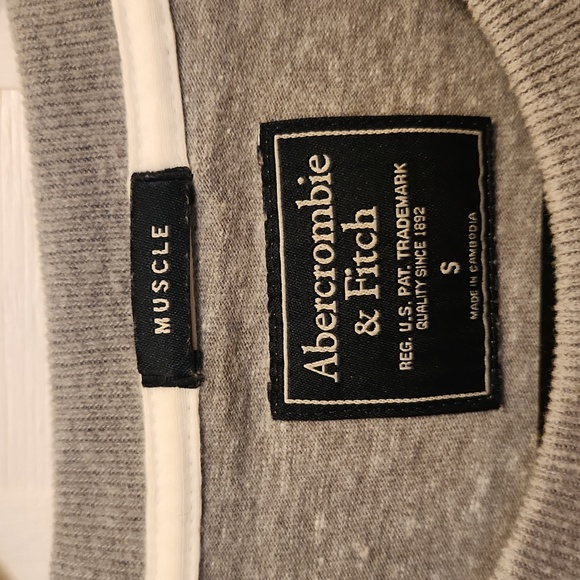 MUSCLE
Abercrombie
& Fitch
REG. U.S. PAT. TRADEMARK
QUALITY SINCE 1892
S
MADE IN CAMBODIA